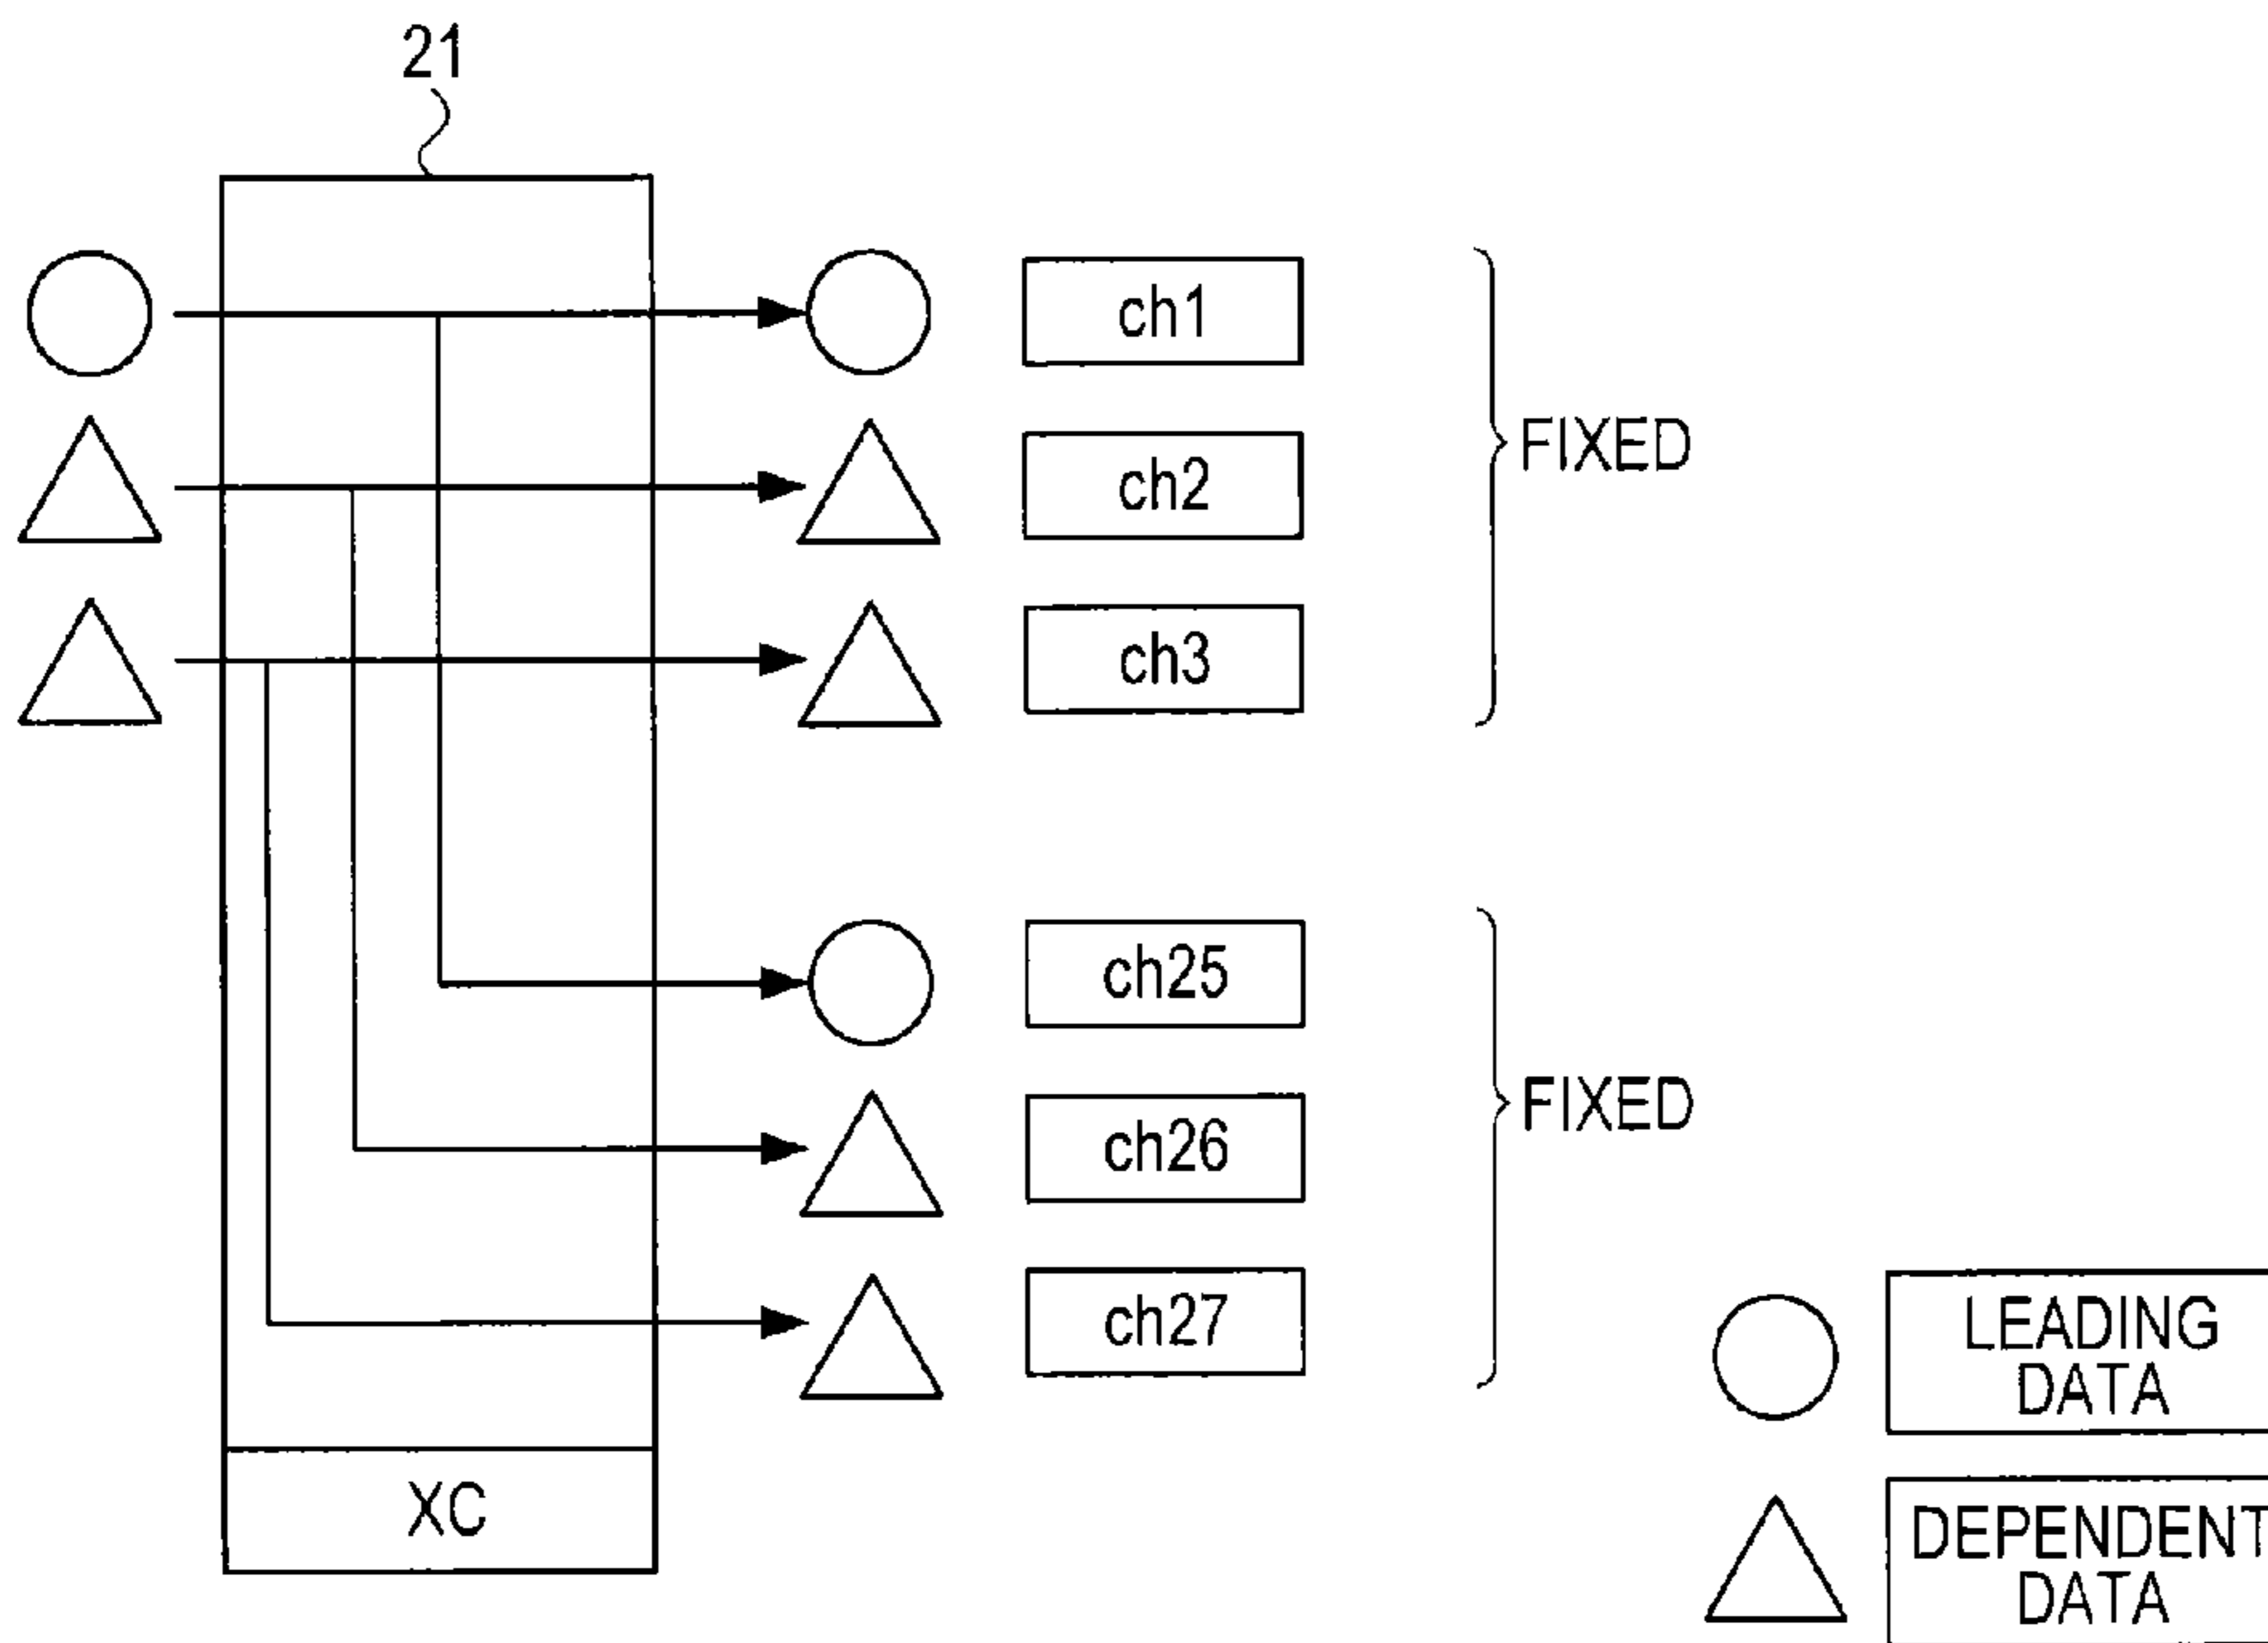 21
ch1
ch2
FIXED
ch3
ch25
ch26
FIXED
ch27
LEADING
DATA
XC
DEPENDENT
DATA